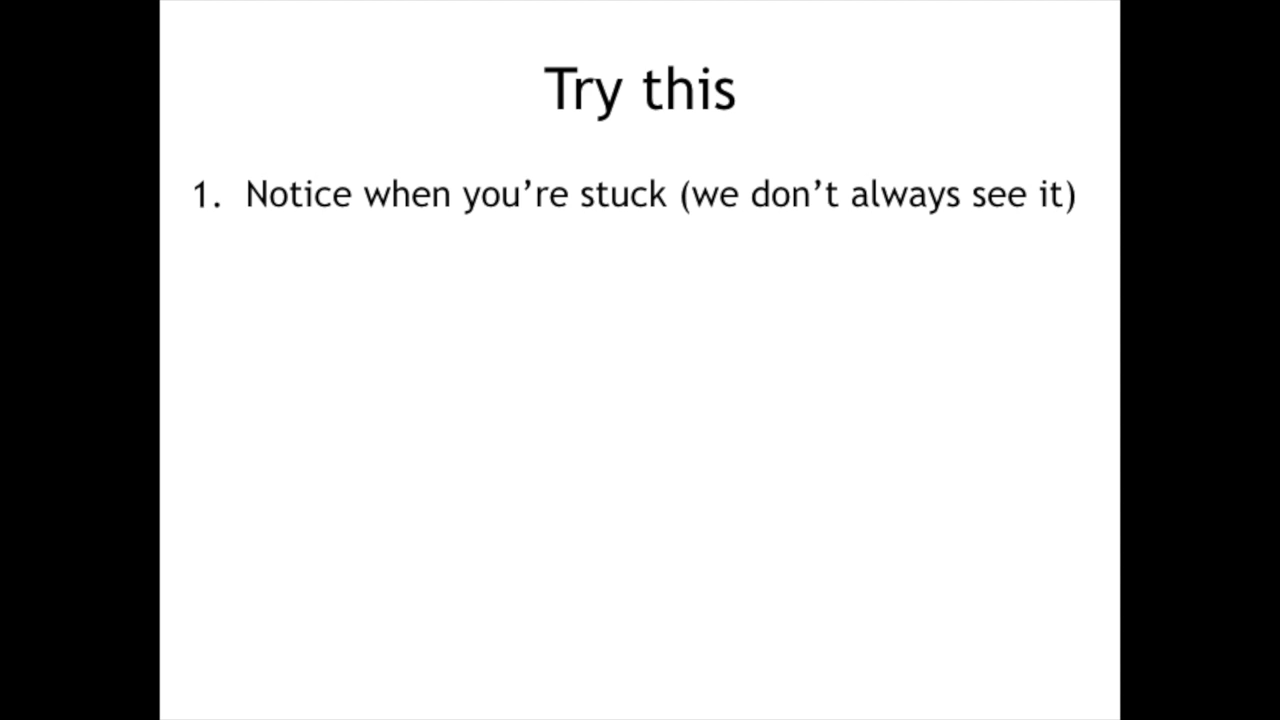 Try this
1. Notice when you’re stuck (we don’t always see it)